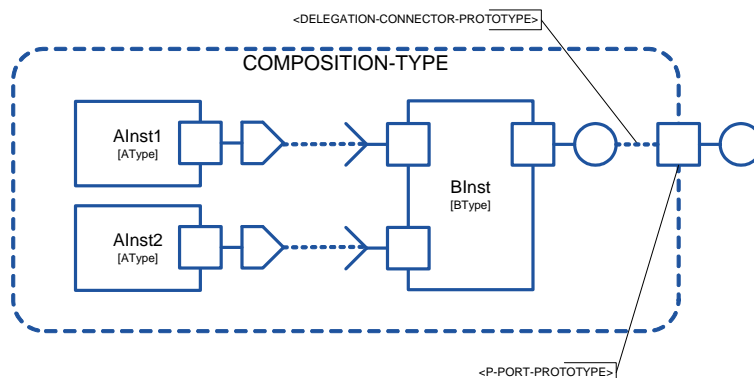 <DELEGATION-CONNECTOR-PROTOTYPE>
COMPOSITION-TYPE
AInst1
[AType]
BInst
[BType]
AInst2
[AType]
<P-PORT-PROTOTYPE>